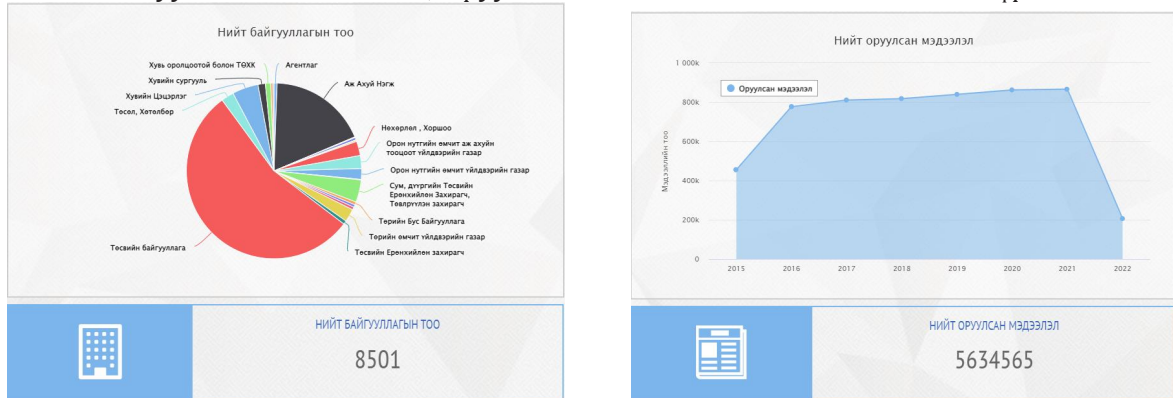 Нийт байгууллагын тоо
Хувь оролцоотой болон ТӨХК
Агентлаг
Хувийн сургууль
Аж Ахуй Нэгж
Хувийн Цэцэрлэг
Төсөл, Хөтөлбөр
Нөхөрлөл , Хоршоо
Орон нутгийн өмчит аж ахуйн
тооцоот үйлдвэрийн газар
Орон нутгийн өмчит үйлдвэрийн газар
Сум, дүүргийн Төсвийн
Ерөнхийлөн Захирагч,
Төвлрүүлэн захирагч
Төрийн Бус Байгууллага
Төрийн өмчит үйлдвэрийн газар
Төсвийн байгууллага
Төсвийн Ерөнхийлөн захирагч
НИЙТ БАЙГУУЛЛАГЫН ТОО
8501
Нийт оруулсан мэдээлэл
1 000k
Оруулсан мэдээлэл
800k
600k
Мэдээллийн тоо
400k
200k
0
2015 2016 2017 2018 2019 2020 2021 2022
НИЙТ ОРУУЛСАН МЭДЭЭЛЭЛ
5634565